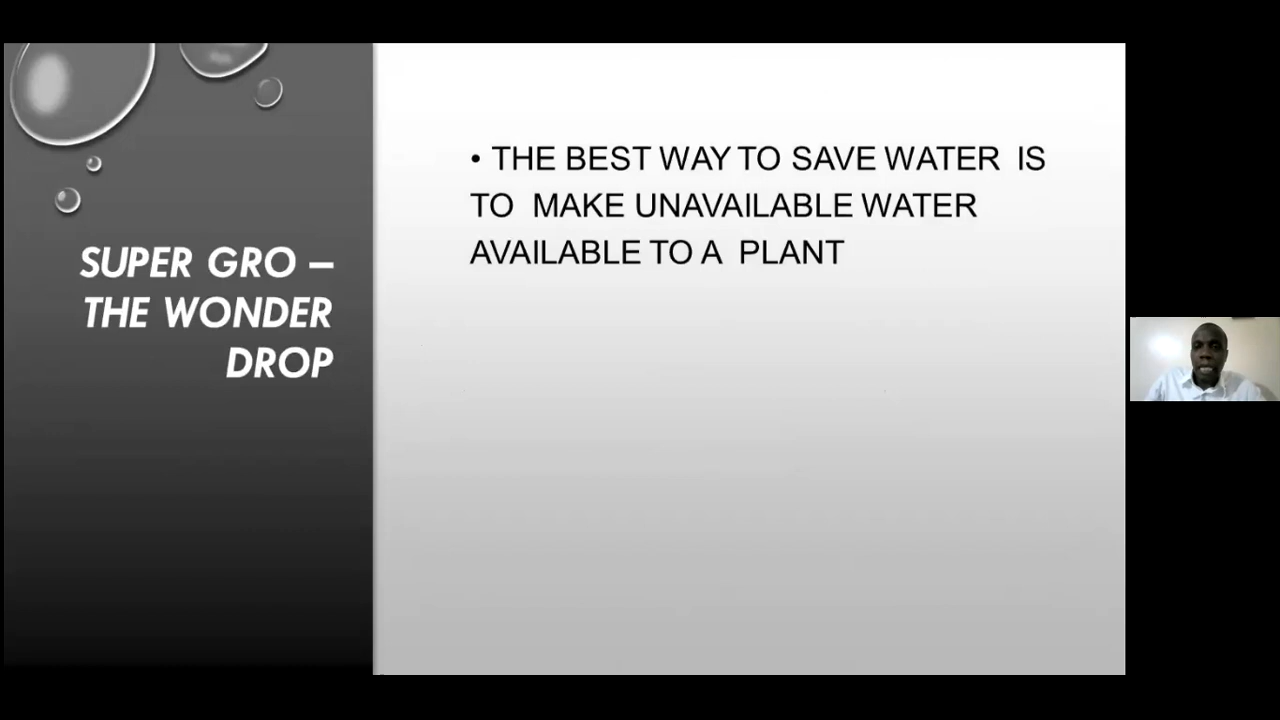 SUPER GRO –
THE WONDER
DROP
• THE BEST WAY TO SAVE WATER IS
TO MAKE UNAVAILABLE WATER
AVAILABLE TO A PLANT